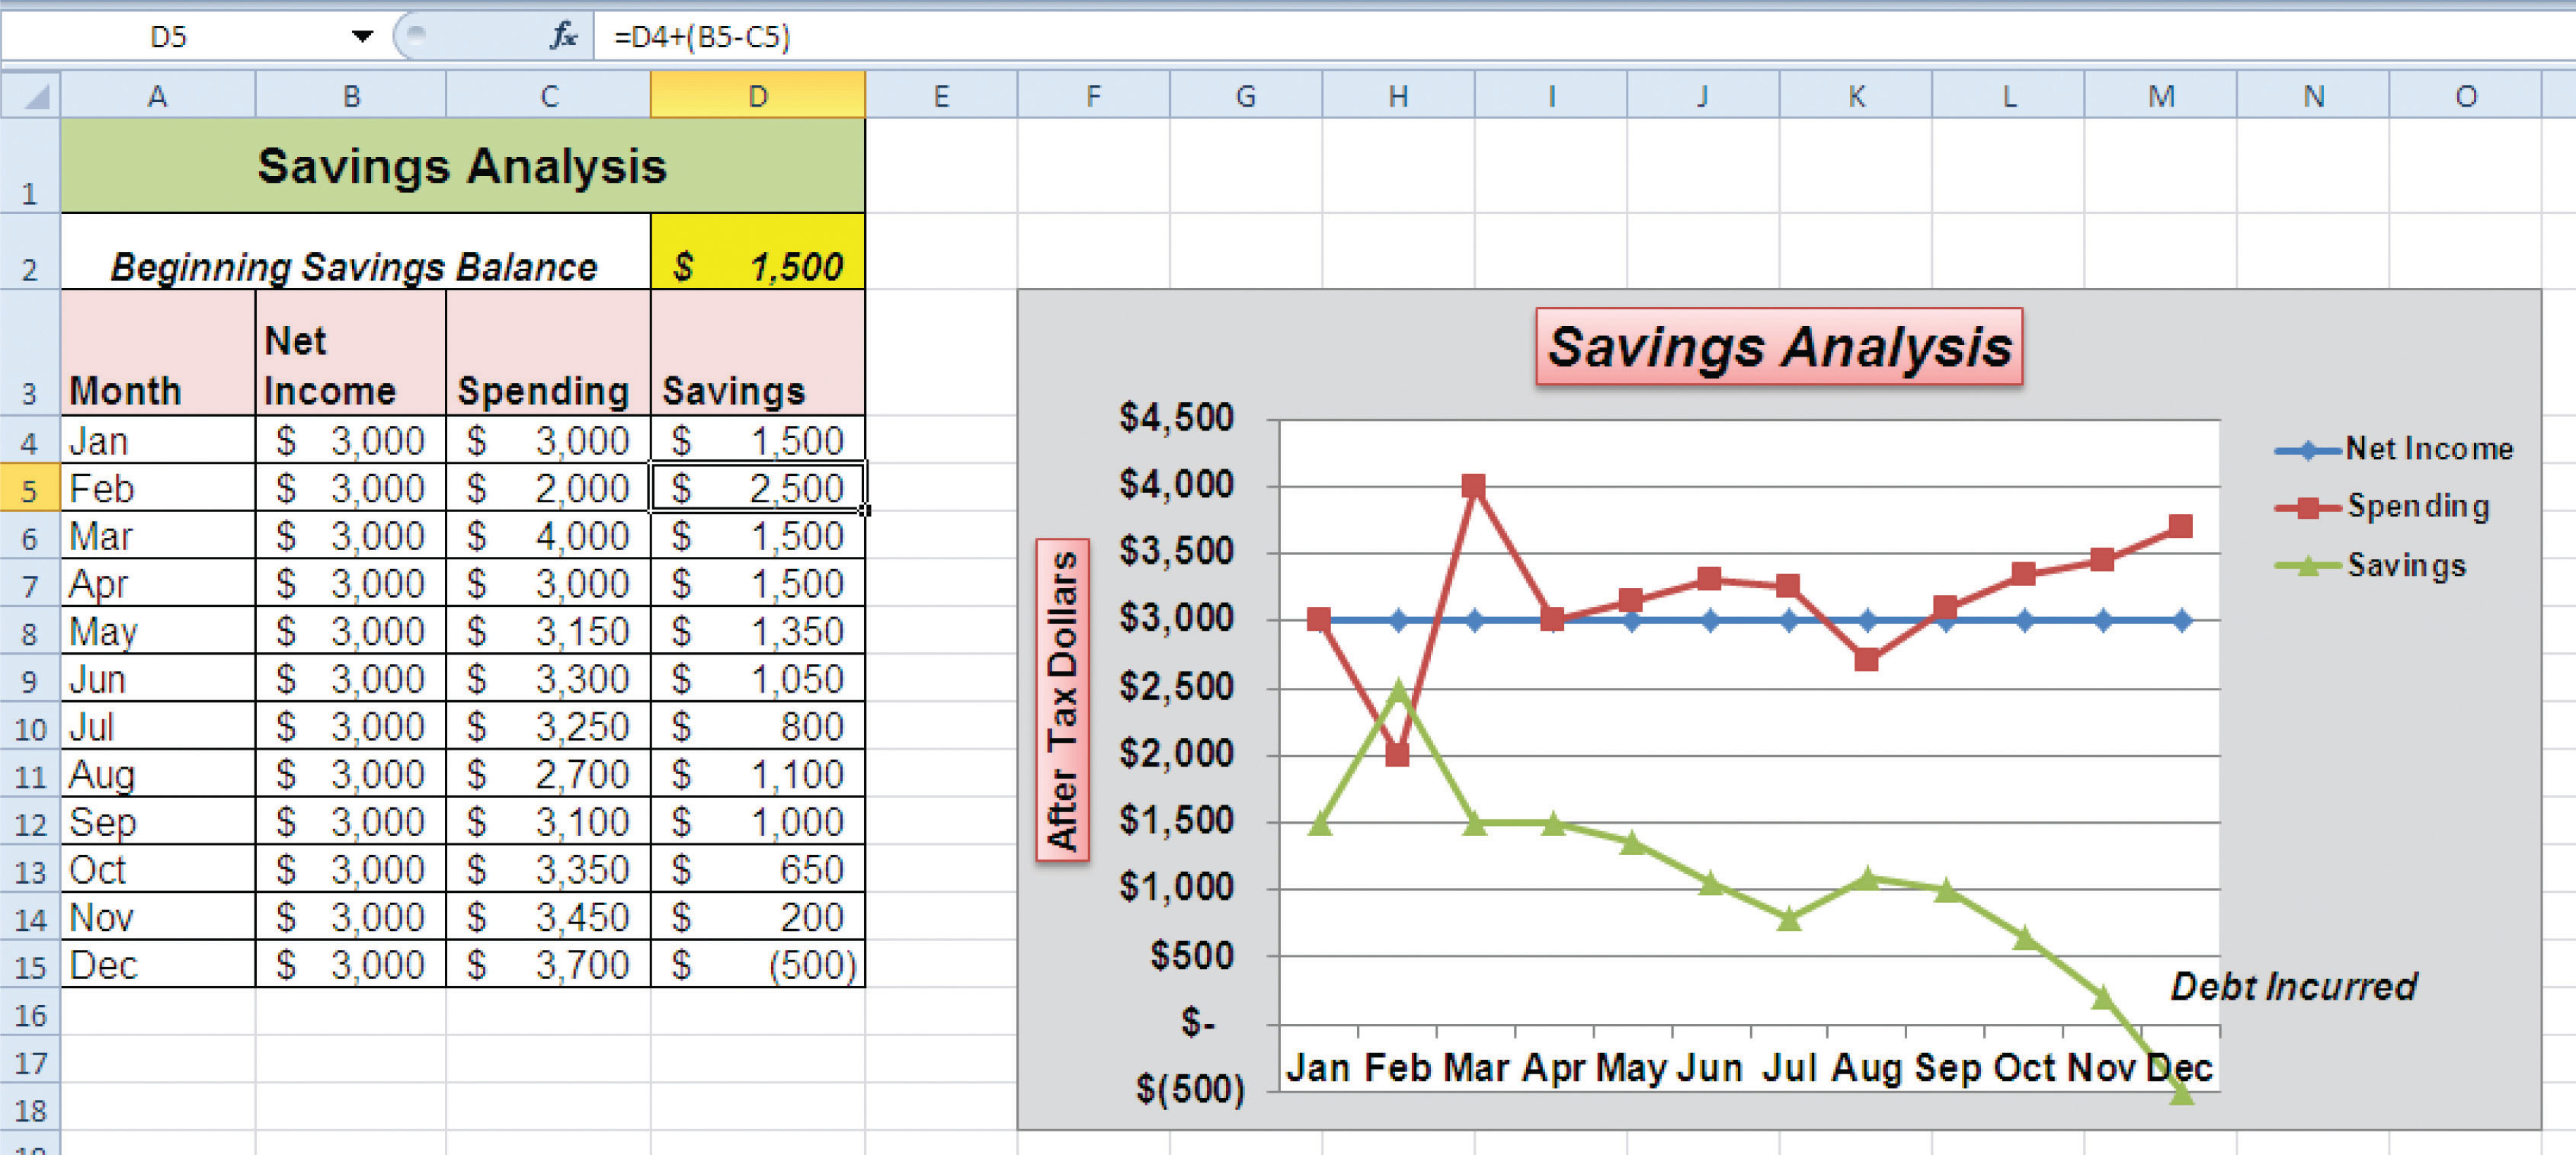 D5 fx =D4+(B5-C5)
A B C D E F G H I J K L M N O
1 Savings Analysis
2 Beginning Savings Balance $ 1,500
3 Month Net Income Spending Savings
4 Jan $ 3,000 $ 3,000 $ 1,500
5 Feb $ 3,000 $ 2,000 $ 2,500
6 Mar $ 3,000 $ 4,000 $ 1,500
7 Apr $ 3,000 $ 3,000 $ 1,500
8 May $ 3,000 $ 3,150 $ 1,350
9 Jun $ 3,000 $ 3,300 $ 1,050
10 Jul $ 3,000 $ 3,250 $ 800
11 Aug $ 3,000 $ 2,700 $ 1,100
12 Sep $ 3,000 $ 3,100 $ 1,000
13 Oct $ 3,000 $ 3,350 $ 650
14 Nov $ 3,000 $ 3,450 $ 200
15 Dec $ 3,000 $ 3,700 $ (500)
16
17
18
Savings Analysis
After Tax Dollars
$4,500
$4,000
$3,500
$3,000
$2,500
$2,000
$1,500
$1,000
$500
$-
$(500)
Jan Feb Mar Apr May Jun Jul Aug Sep Oct Nov Dec
Debt Incurred
Net Income
Spending
Savings